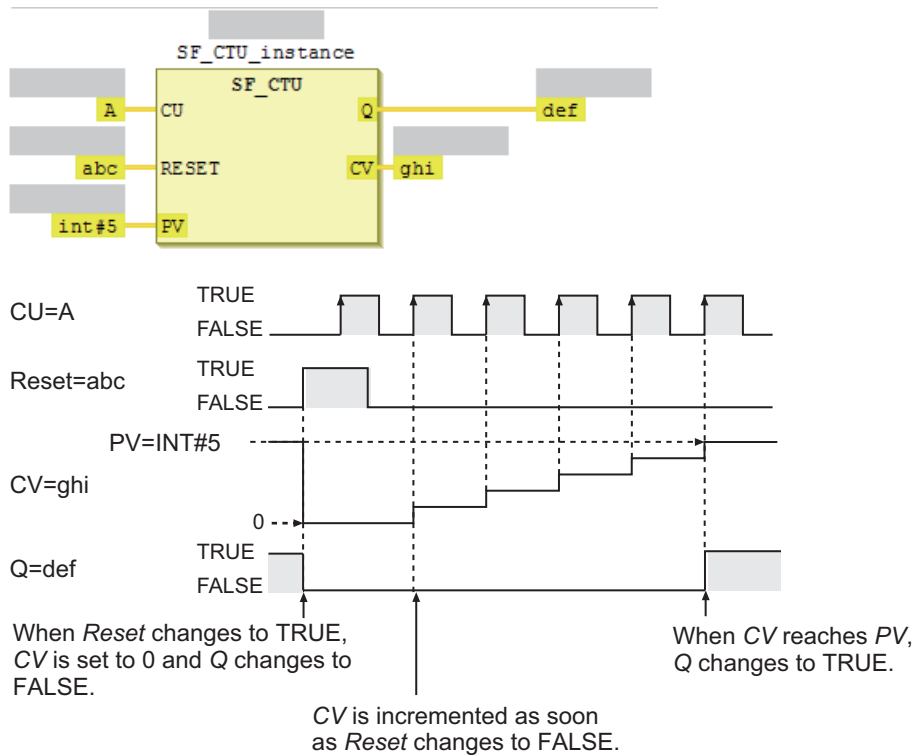 SF_CTU_instance
SF_CTU
A CU Q def
abc RESET CV ghi
int#5 PV
CU=A TRUE
FALSE
Reset=abc TRUE
FALSE
PV=INT#5
CV=ghi
0
Q=def TRUE
FALSE
When Reset changes to TRUE,
CV is set to 0 and Q changes to
FALSE.
CV is incremented as soon
as Reset changes to FALSE.
When CV reaches PV,
Q changes to TRUE.